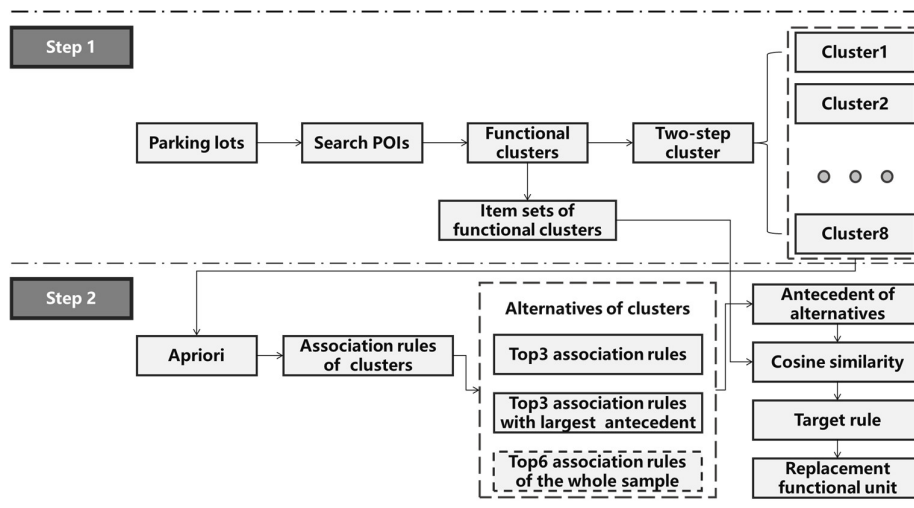 Step 1
Cluster1
Cluster2
Parking lots
Search POIs
Functional
clusters
Two-step
cluster
Item sets of
functional clusters
Cluster8
Step 2
Alternatives of clusters
Antecedent of
alternatives
Apriori
Association rules
of clusters
Top3 association rules
Cosine similarity
Top3 association rules
with largest antecedent
Target rule
Top6 association rules
of the whole sample
Replacement
functional unit